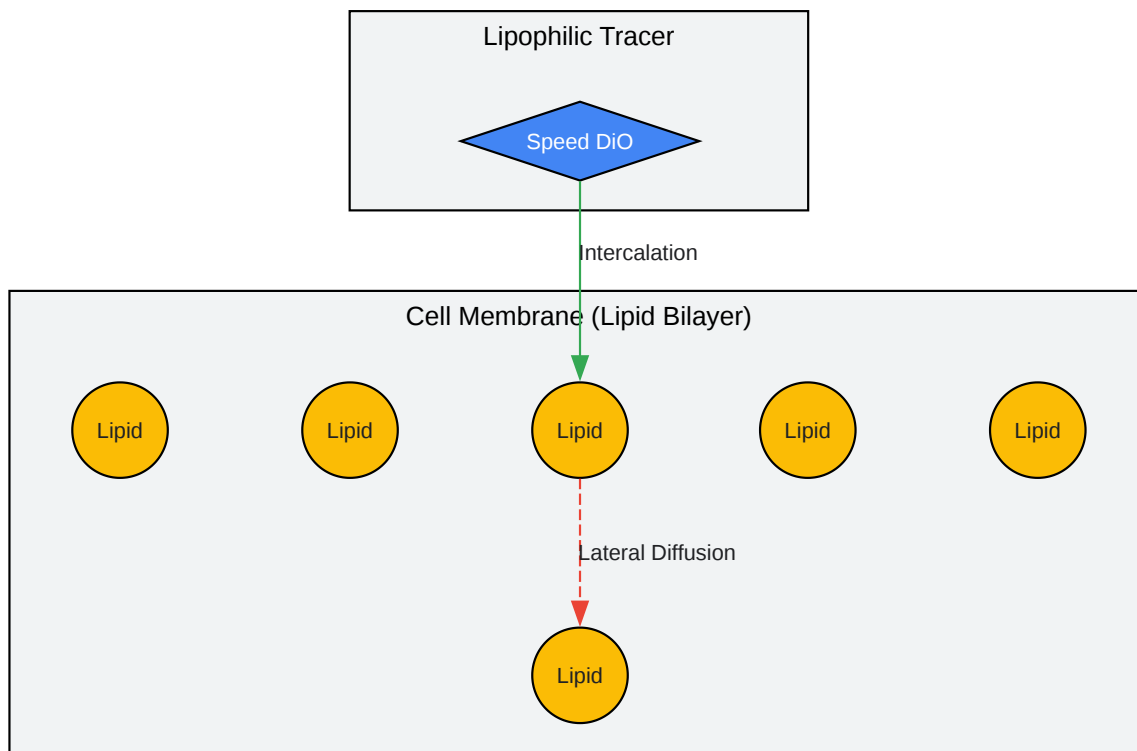 Lipophilic Tracer
Speed DiO
Intercalation
Cell Membrane (Lipid Bilayer)
Lipid
Lipid
Lipid
Lipid
Lipid
Lateral Diffusion
Lipid